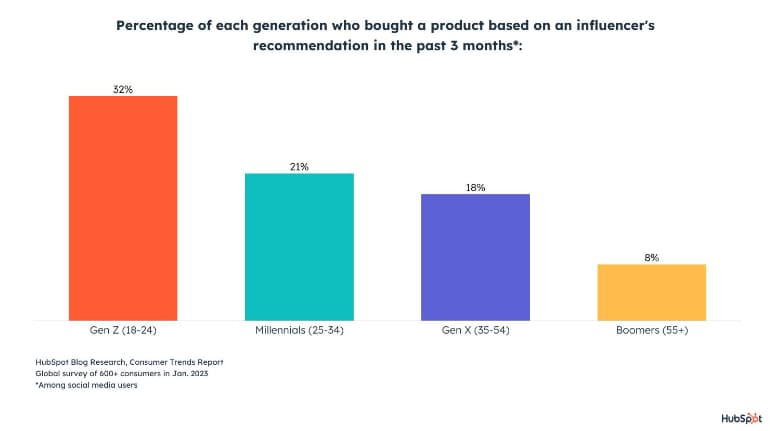 Percentage of each generation who bought a product based on an influencer's
recommendation in the past 3 months*:
32%
21%
18%
8%
Gen Z (18-24)
Millennials (25-34)
Gen X (35-54)
Boomers (55+)
HubSpot Blog Research, Consumer Trends Report
Global survey of 600+ consumers in Jan. 2023
*Among social media users
HubSpot